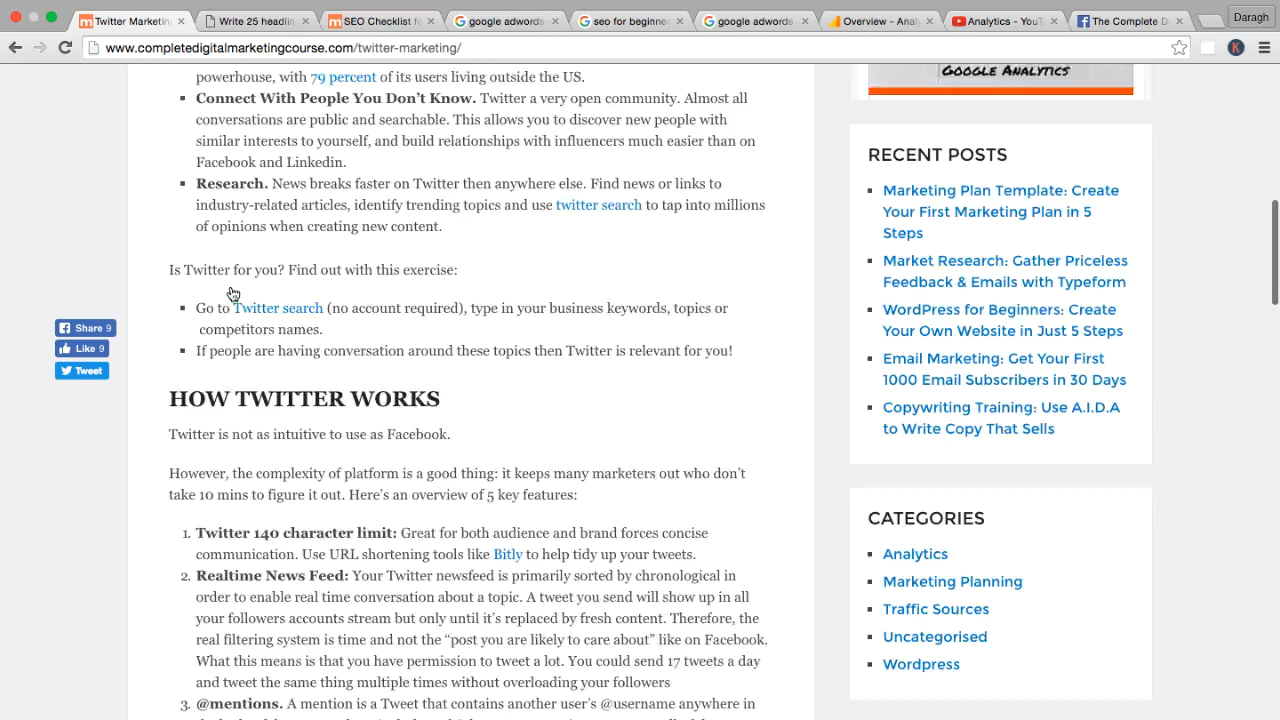 Twitter Marketin
Write 25 headlin
SEO Checklist fo
google adwords
seo for beginner
google adwords
Overview - Analy
Analytics - YouT
The Complete Di
Daragh
www.completedigitalmarketingcourse.com/twitter-marketing/
powerhouse, with 79 percent of its users living outside the US.
Connect With People You Don't Know. Twitter a very open community. Almost all
conversations are public and searchable. This allows you to discover new people with
similar interests to yourself, and build relationships with influencers much easier than on
Facebook and Linkedin.
Research. News breaks faster on Twitter then anywhere else. Find news or links to
industry-related articles, identify trending topics and use twitter search to tap into millions
of opinions when creating new content.
Is Twitter for you? Find out with this exercise:
Go to Twitter search (no account required), type in your business keywords, topics or
competitors names.
If people are having conversation around these topics then Twitter is relevant for you!
Share 9
Like 9
Tweet
HOW TWITTER WORKS
Twitter is not as intuitive to use as Facebook.
However, the complexity of platform is a good thing: it keeps many marketers out who don't
take 10 mins to figure it out. Here's an overview of 5 key features:
1. Twitter 140 character limit: Great for both audience and brand forces concise
communication. Use URL shortening tools like Bitly to help tidy up your tweets.
2. Realtime News Feed: Your Twitter newsfeed is primarily sorted by chronological in
order to enable real time conversation about a topic. A tweet you send will show up in all
your followers accounts stream but only until it's replaced by fresh content. Therefore, the
real filtering system is time and not the "post you are likely to care about" like on Facebook.
What this means is that you have permission to tweet a lot. You could send 17 tweets a day
and tweet the same thing multiple times without overloading your followers
3. @mentions. A mention is a Tweet that contains another user's @username anywhere in
GOOGLE ANALYTICS
RECENT POSTS
Marketing Plan Template: Create
Your First Marketing Plan in 5
Steps
Market Research: Gather Priceless
Feedback & Emails with Typeform
WordPress for Beginners: Create
Your Own Website in Just 5 Steps
Email Marketing: Get Your First
1000 Email Subscribers in 30 Days
Copywriting Training: Use A.I.D.A
to Write Copy That Sells
CATEGORIES
Analytics
Marketing Planning
Traffic Sources
Uncategorised
Wordpress